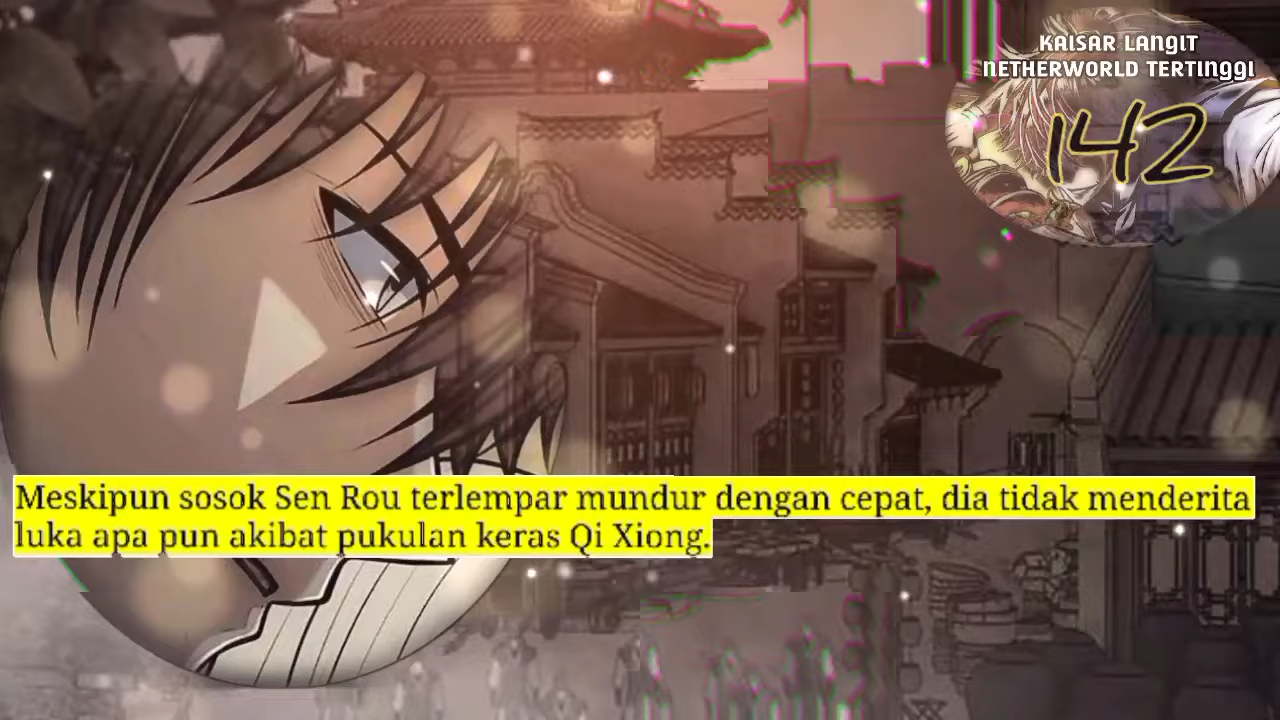 KAISAR LANGIT
NETHERWORLD TERTINGGI
142
Meskipun sosok Sen Rou terlempar mundur dengan cepat, dia tidak menderita
luka apa pun akibat pukulan keras Qi Xiong.